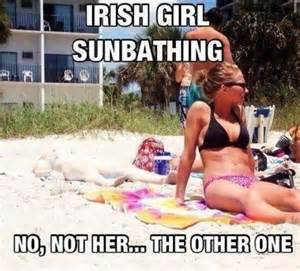 IRISH GIRL
SUNBATHING
NO, NOT HER... THE OTHER ONE